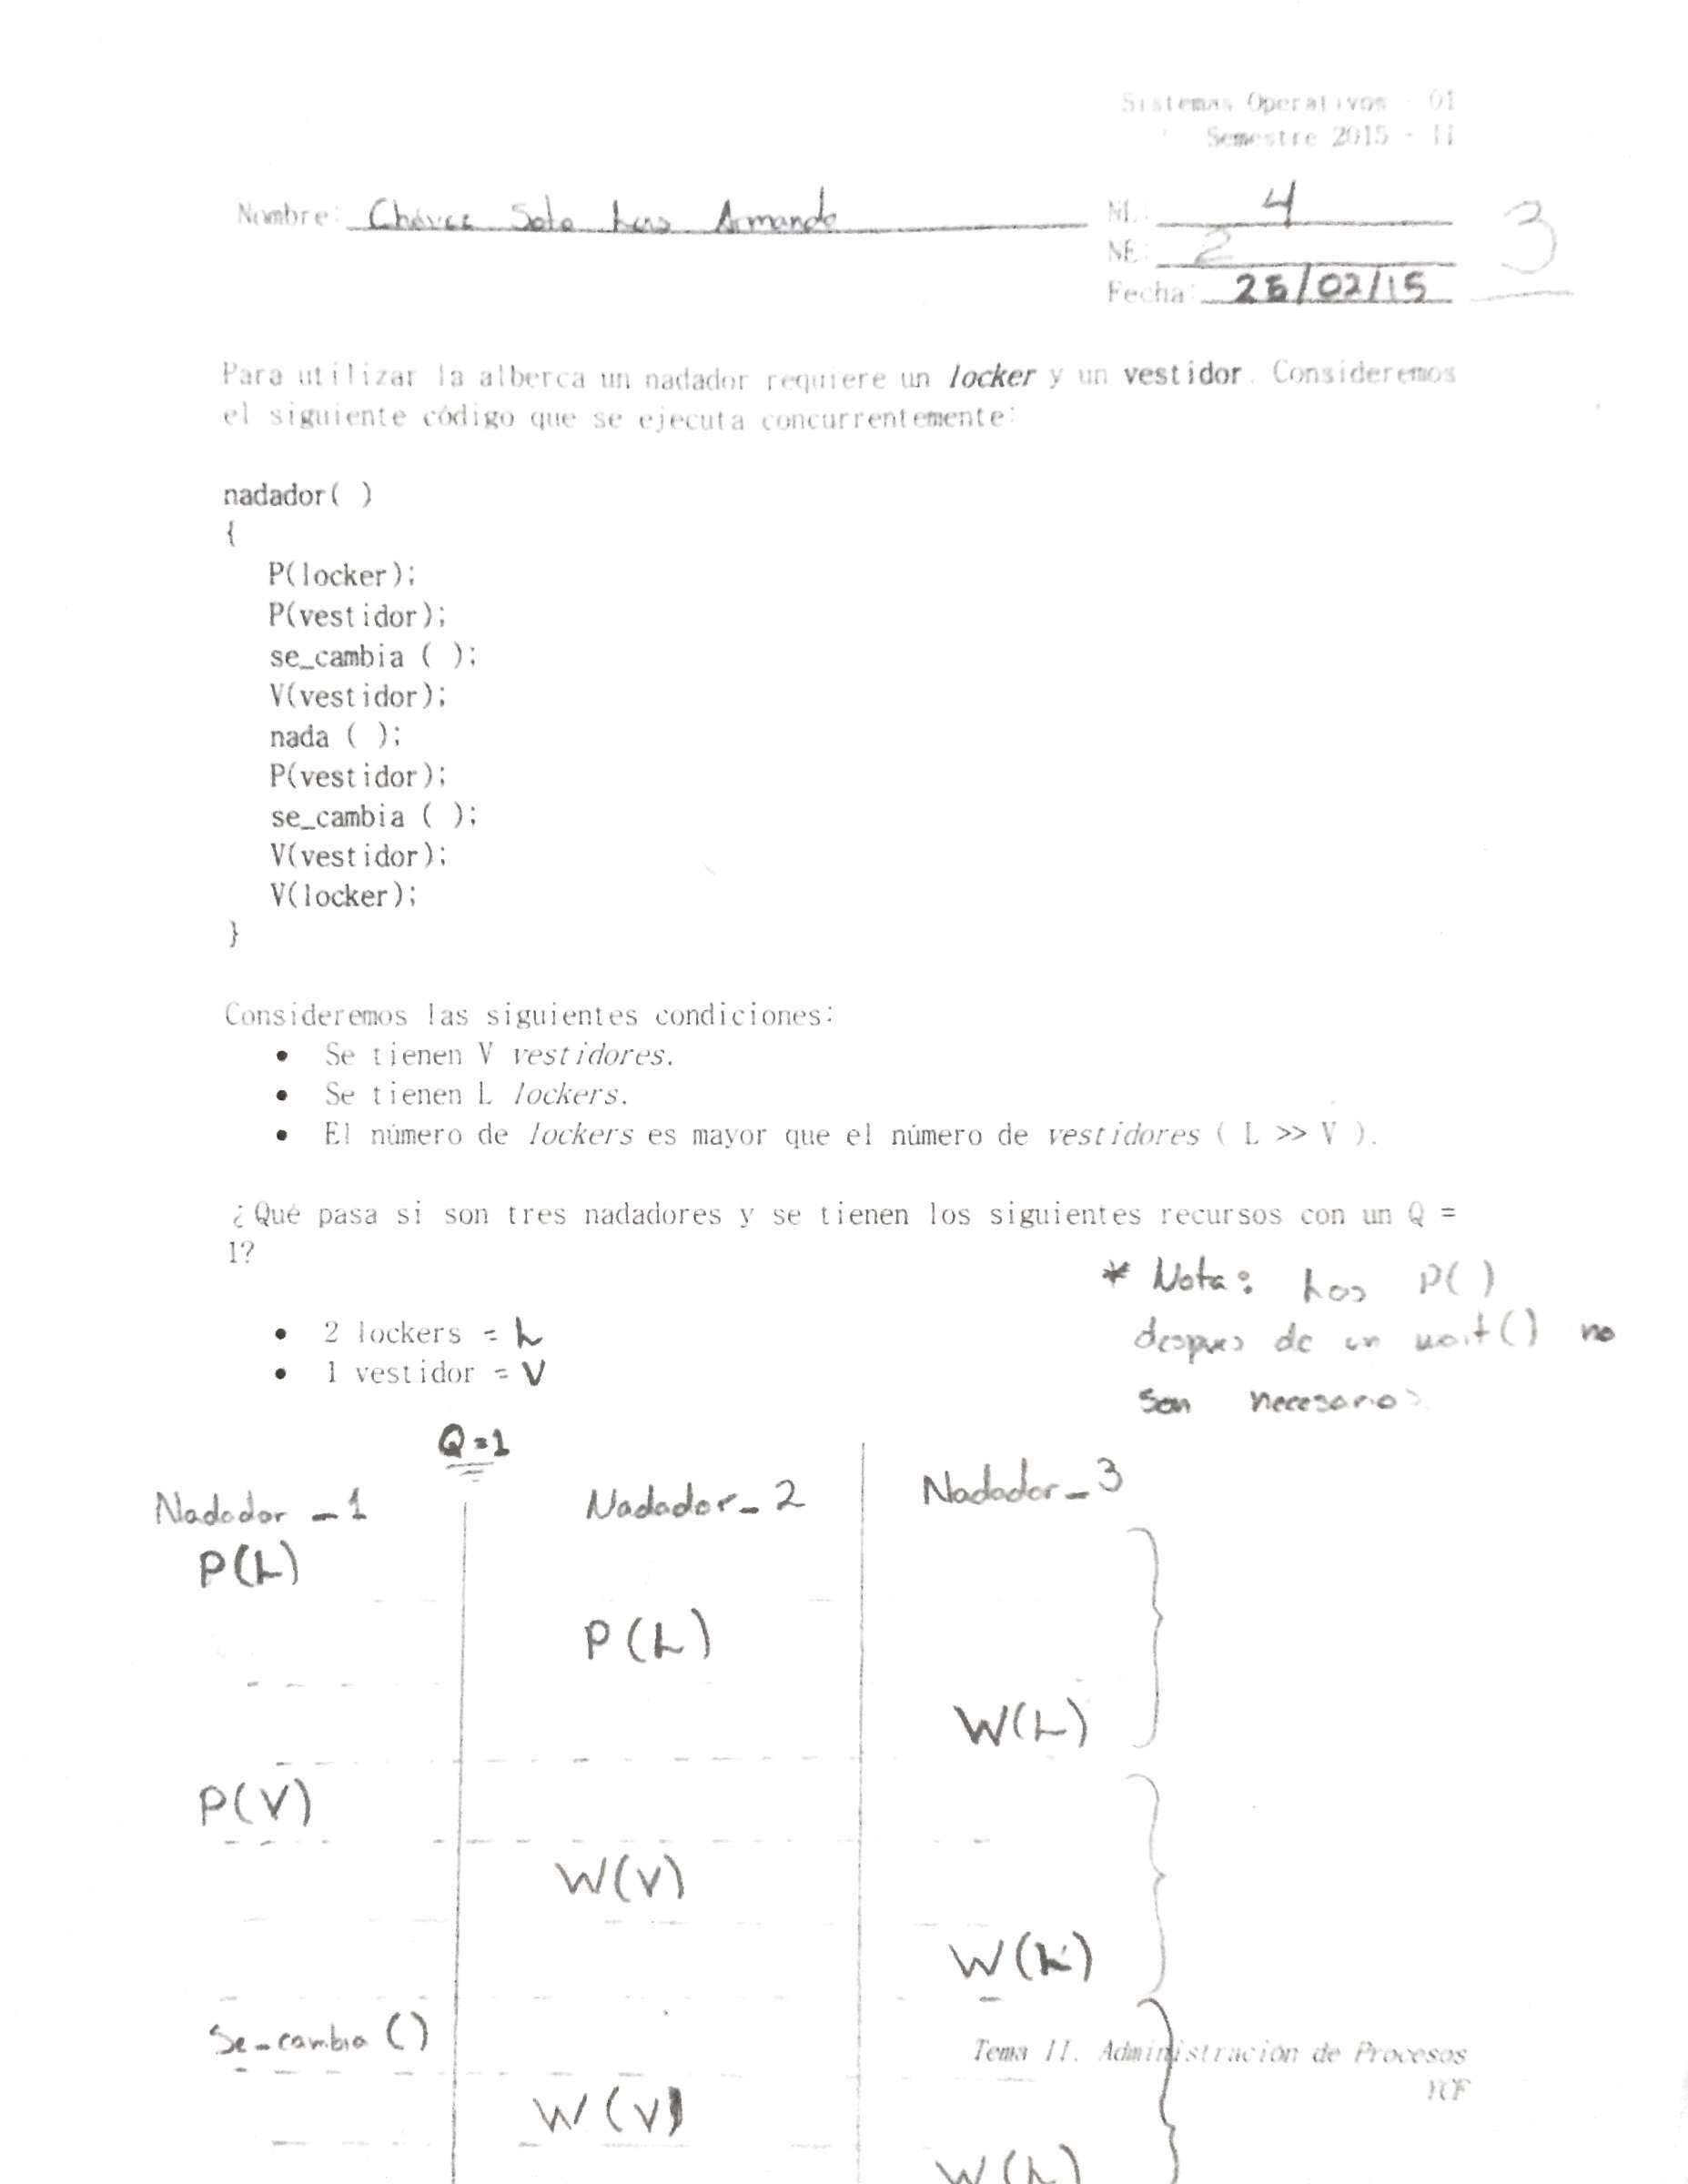 Sistemas Operativos - 01
Semestre 2015 - II
Nombre: Chávez Soto Luis Armando
NL: 4
3
NE: 2
Fecha: 25/02/15
Para utilizar la alberca un nadador requiere un locker y un vestidor. Consideremos
el siguiente código que se ejecuta concurrentemente:
nadador( )
{
P(locker);
P(vestidor);
se_cambia ( );
V(vestidor);
nada ( );
P(vestidor);
se_cambia ( );
V(vestidor);
V(locker);
}
Consideremos las siguientes condiciones:
• Se tienen V vestidores.
• Se tienen L lockers.
• El número de lockers es mayor que el número de vestidores ( L >> V ).
¿Qué pasa si son tres nadadores y se tienen los siguientes recursos con un Q =
1?
* Nota: Los P()
• 2 lockers = L
despues de un wait() no
• 1 vestidor = V
son necesarios.
Q=1
Nadador_1 Nadador_2 Nadador_3
P(L)
P(L)
W(L)
P(V)
W(V)
W(L)
Se_cambia ()
Tema II. Administración de Procesos
YCF
W(V)
W(L)